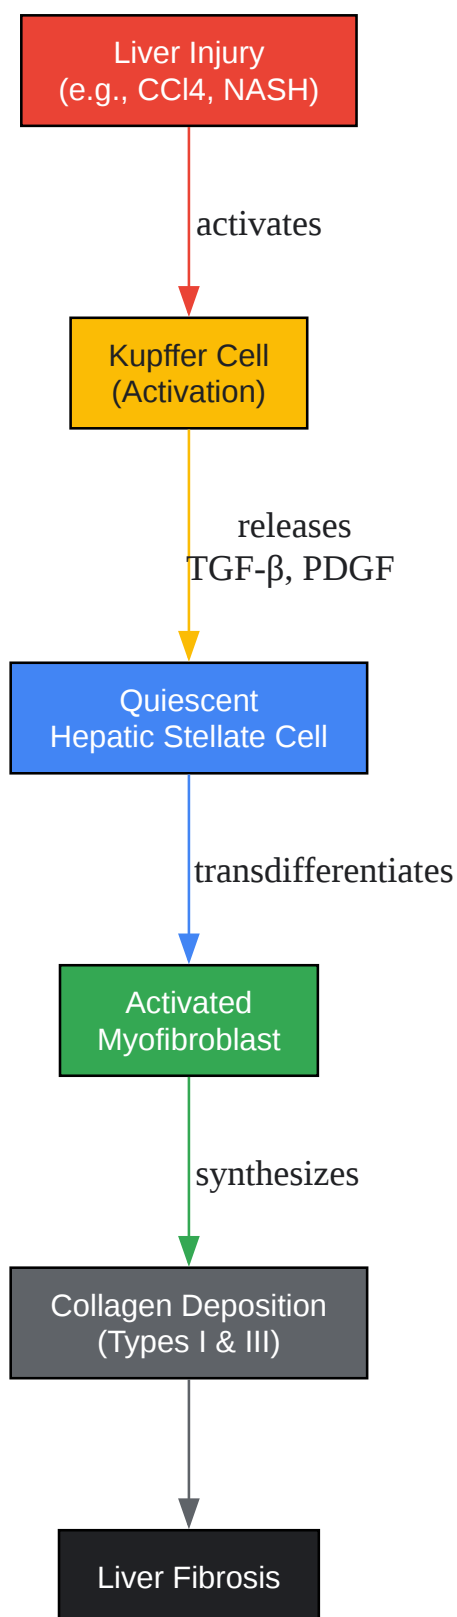 Liver Injury
(e.g., CCl4, NASH)
activates
Kupffer Cell
(Activation)
releases
TGF-β, PDGF
Quiescent
Hepatic Stellate Cell
transdifferentiates
Activated
Myofibroblast
synthesizes
Collagen Deposition
(Types I & III)
Liver Fibrosis